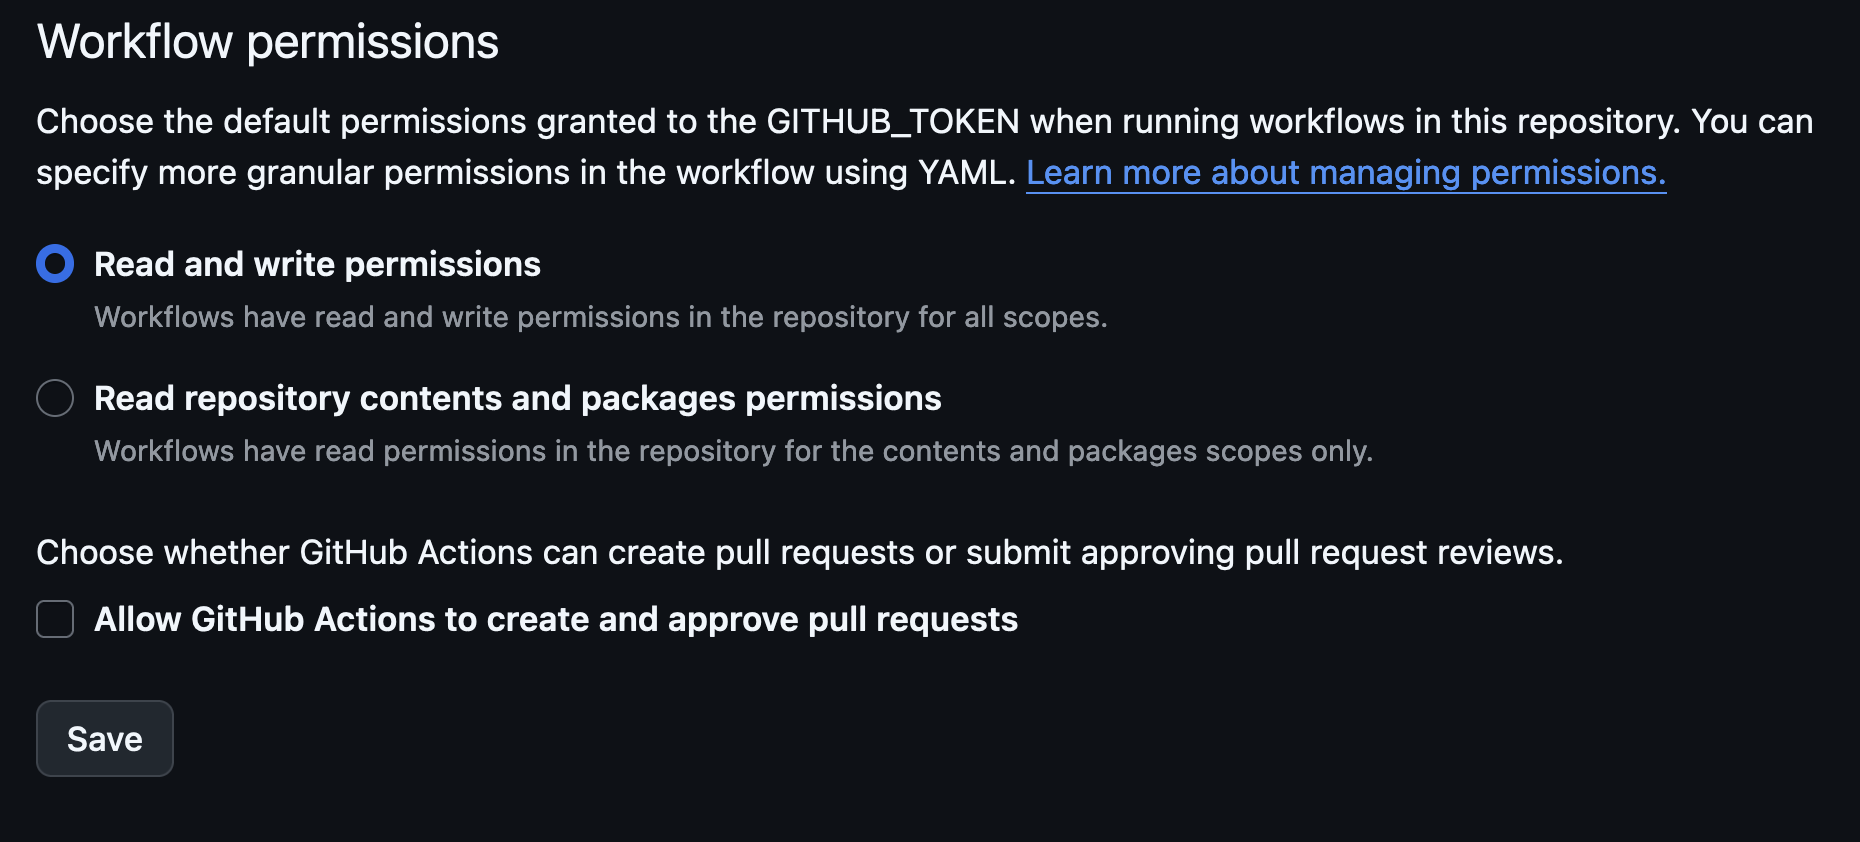 Workflow permissions
Choose the default permissions granted to the GITHUB_TOKEN when running workflows in this repository. You can
specify more granular permissions in the workflow using YAML. Learn more about managing permissions.
Read and write permissions
Workflows have read and write permissions in the repository for all scopes.
Read repository contents and packages permissions
Workflows have read permissions in the repository for the contents and packages scopes only.
Choose whether GitHub Actions can create pull requests or submit approving pull request reviews.
Allow GitHub Actions to create and approve pull requests
Save